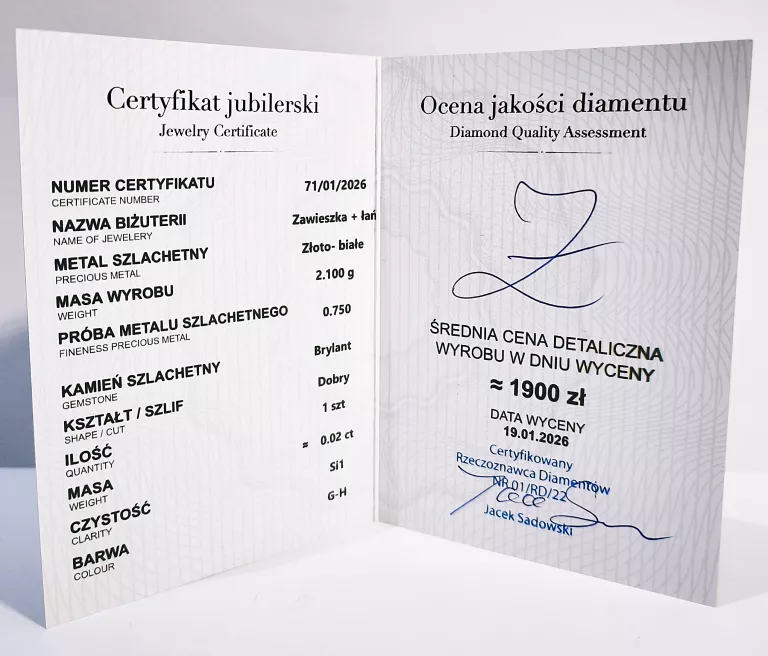 Certyfikat jubilerski
Jewelry Certificate
NUMER CERTYFIKATU
CERTIFICATE NUMBER
71/01/2026
NAZWA BIŻUTERII
NAME OF JEWELERY
Zawieszka + łań
METAL SZLACHETNY
PRECIOUS METAL
Złoto- białe
MASA WYROBU
WEIGHT
2.100 g
PRÓBA METALU SZLACHETNEGO
FINENESS PRECIOUS METAL
0.750
KAMIEŃ SZLACHETNY
GEMSTONE
Brylant
KSZTAŁT / SZLIF
SHAPE / CUT
Dobry
ILOŚĆ
QUANTITY
1 szt
MASA
WEIGHT
≈ 0.02 ct
CZYSTOŚĆ
CLARITY
Si1
BARWA
COLOUR
G-H
Ocena jakości diamentu
Diamond Quality Assessment
ŚREDNIA CENA DETALICZNA
WYROBU W DNIU WYCENY
≈ 1900 zł
DATA WYCENY
19.01.2026
Certyfikowany
Rzeczoznawca Diamentów
NR 01/RD/22
Jacek Sadowski